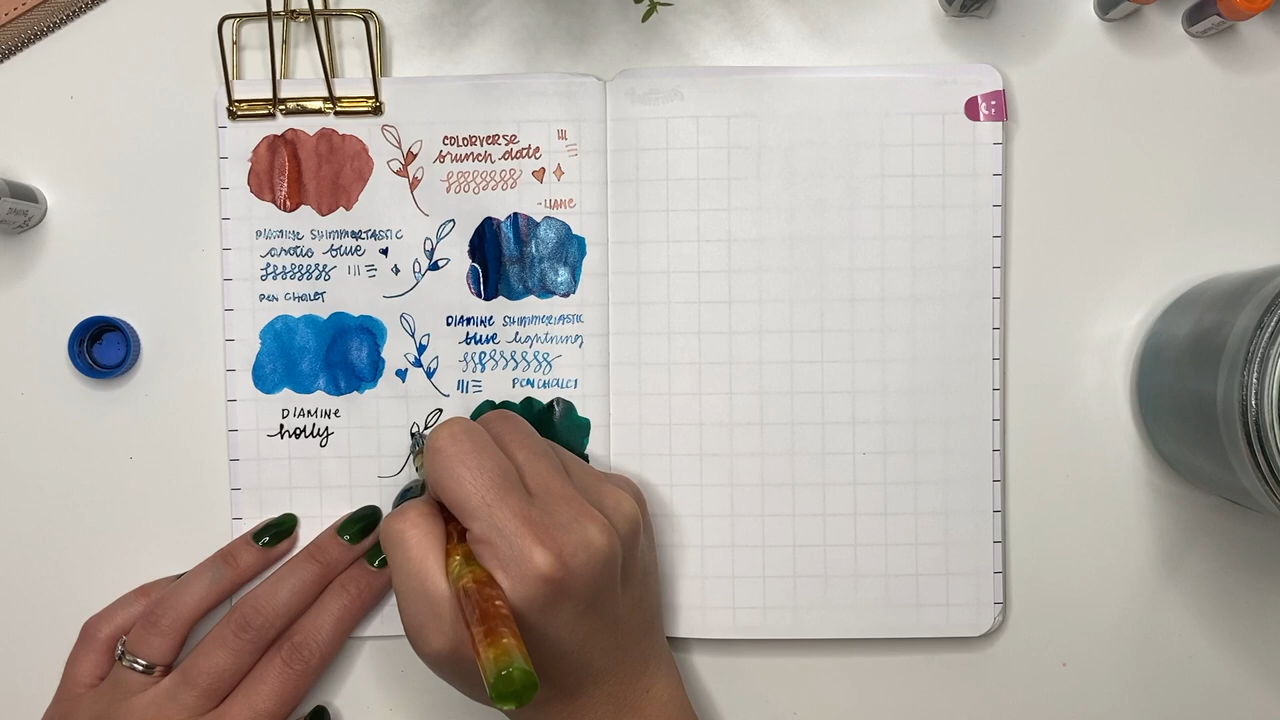 COLORVERSE
brunch date
-LIANE
DIAMINE SHIMMERTASTIC
arctic blue
PEN CHALET
DIAMINE SHIMMERTASTIC
blue lightning
PEN CHALET
DIAMINE
holly